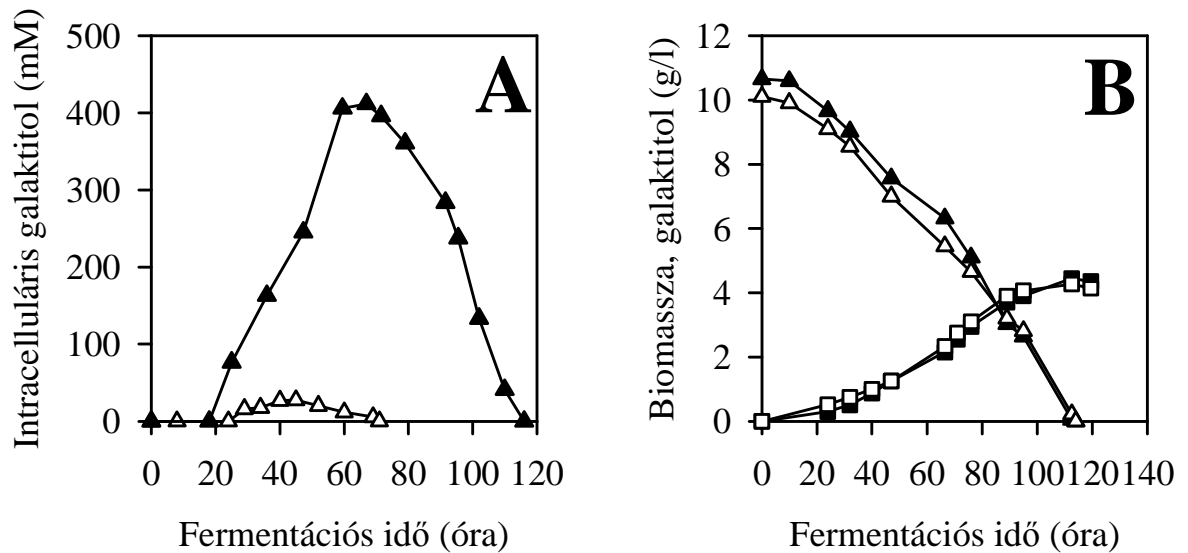 Intracelluláris galaktitol (mM)
500
400
300
200
100
0
A
0 20 40 60 80 100 120
Fermentációs idő (óra)
Biomassza, galaktitol (g/l)
12
10
8
6
4
2
0
B
0 20 40 60 80 100 120 140
Fermentációs idő (óra)